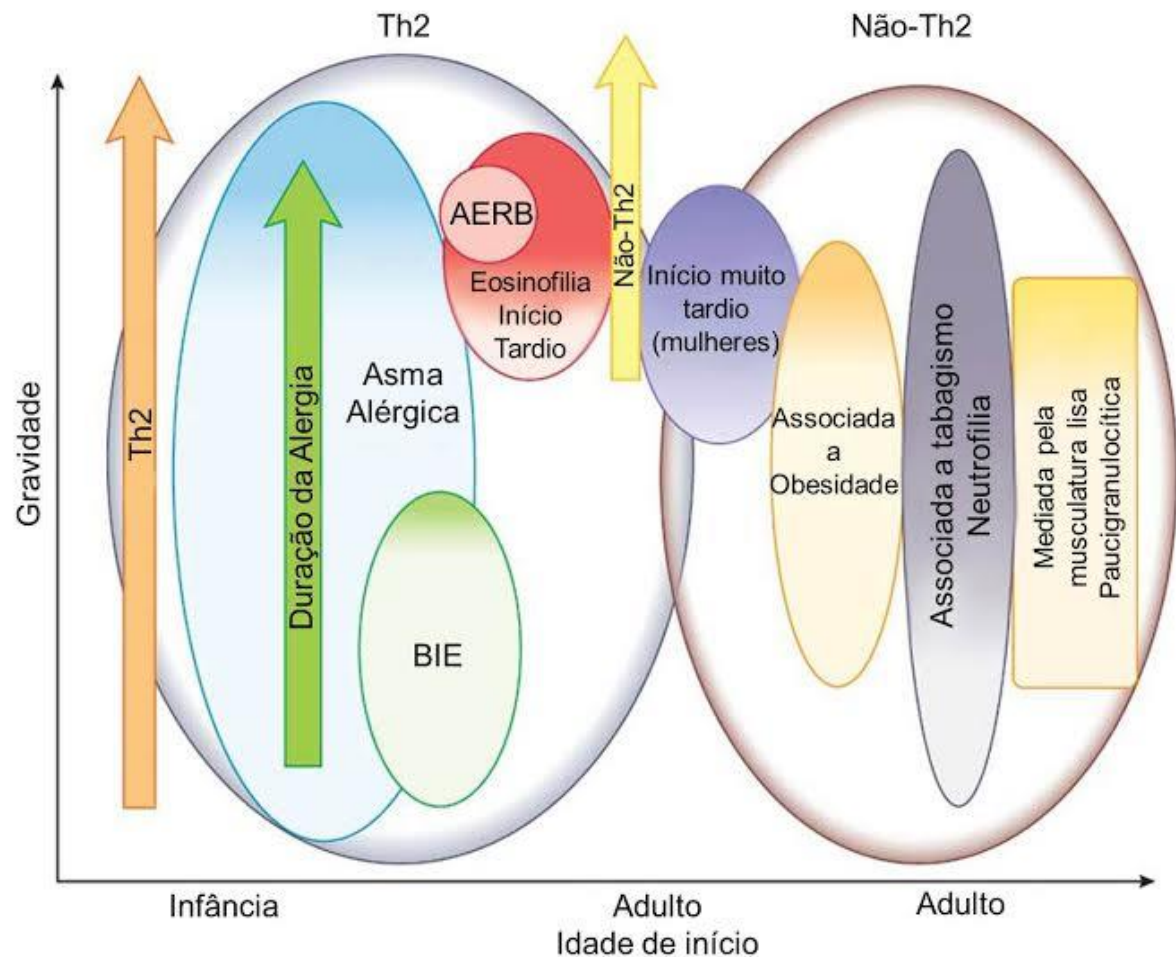 Th2
Não-Th2
Gravidade
Th2
Duração da Alergia
Asma
Alérgica
BIE
AERB
Eosinofilia
Início
Tardio
Não-Th2
Início muito
tardio
(mulheres)
Associada
a
Obesidade
Associada a tabagismo
Neutrofilia
Mediada pela
musculatura lisa
Paucigranulocítica
Infância
Adulto
Adulto
Idade de início